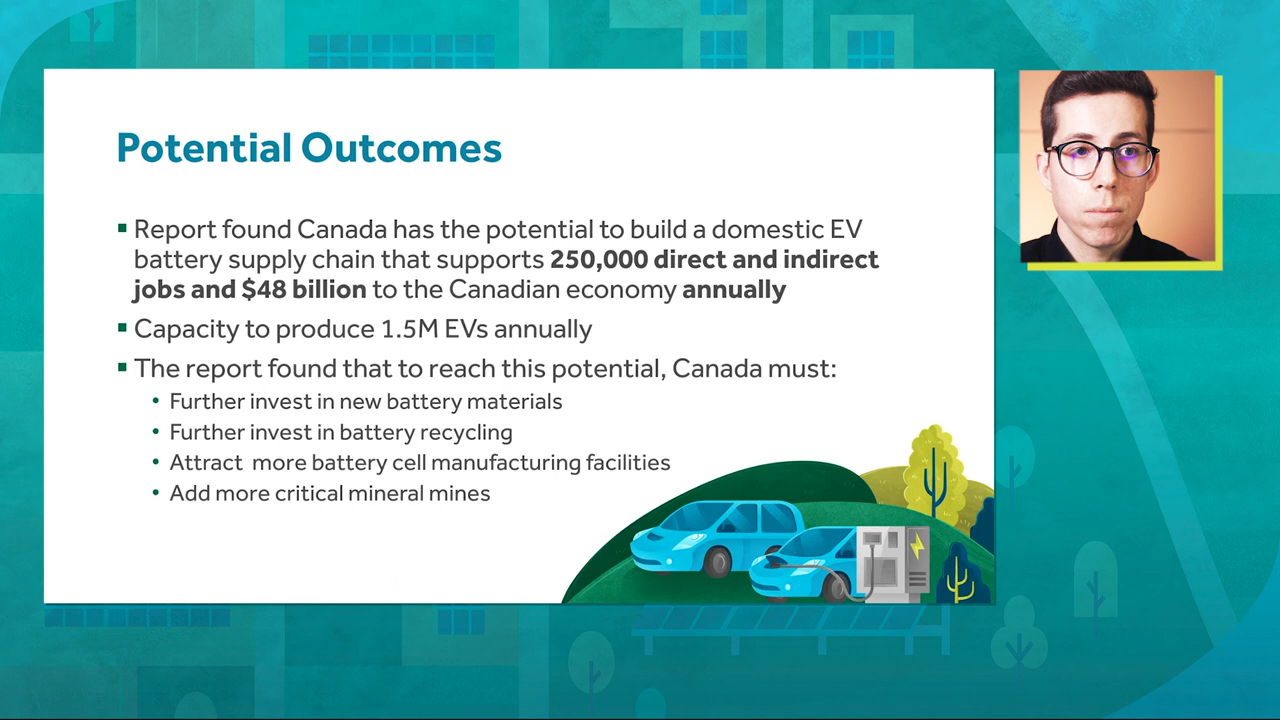 Potential Outcomes
▪ Report found Canada has the potential to build a domestic EV
battery supply chain that supports 250,000 direct and indirect
jobs and $48 billion to the Canadian economy annually
▪ Capacity to produce 1.5M EVs annually
▪ The report found that to reach this potential, Canada must:
• Further invest in new battery materials
• Further invest in battery recycling
• Attract  more battery cell manufacturing facilities
• Add more critical mineral mines